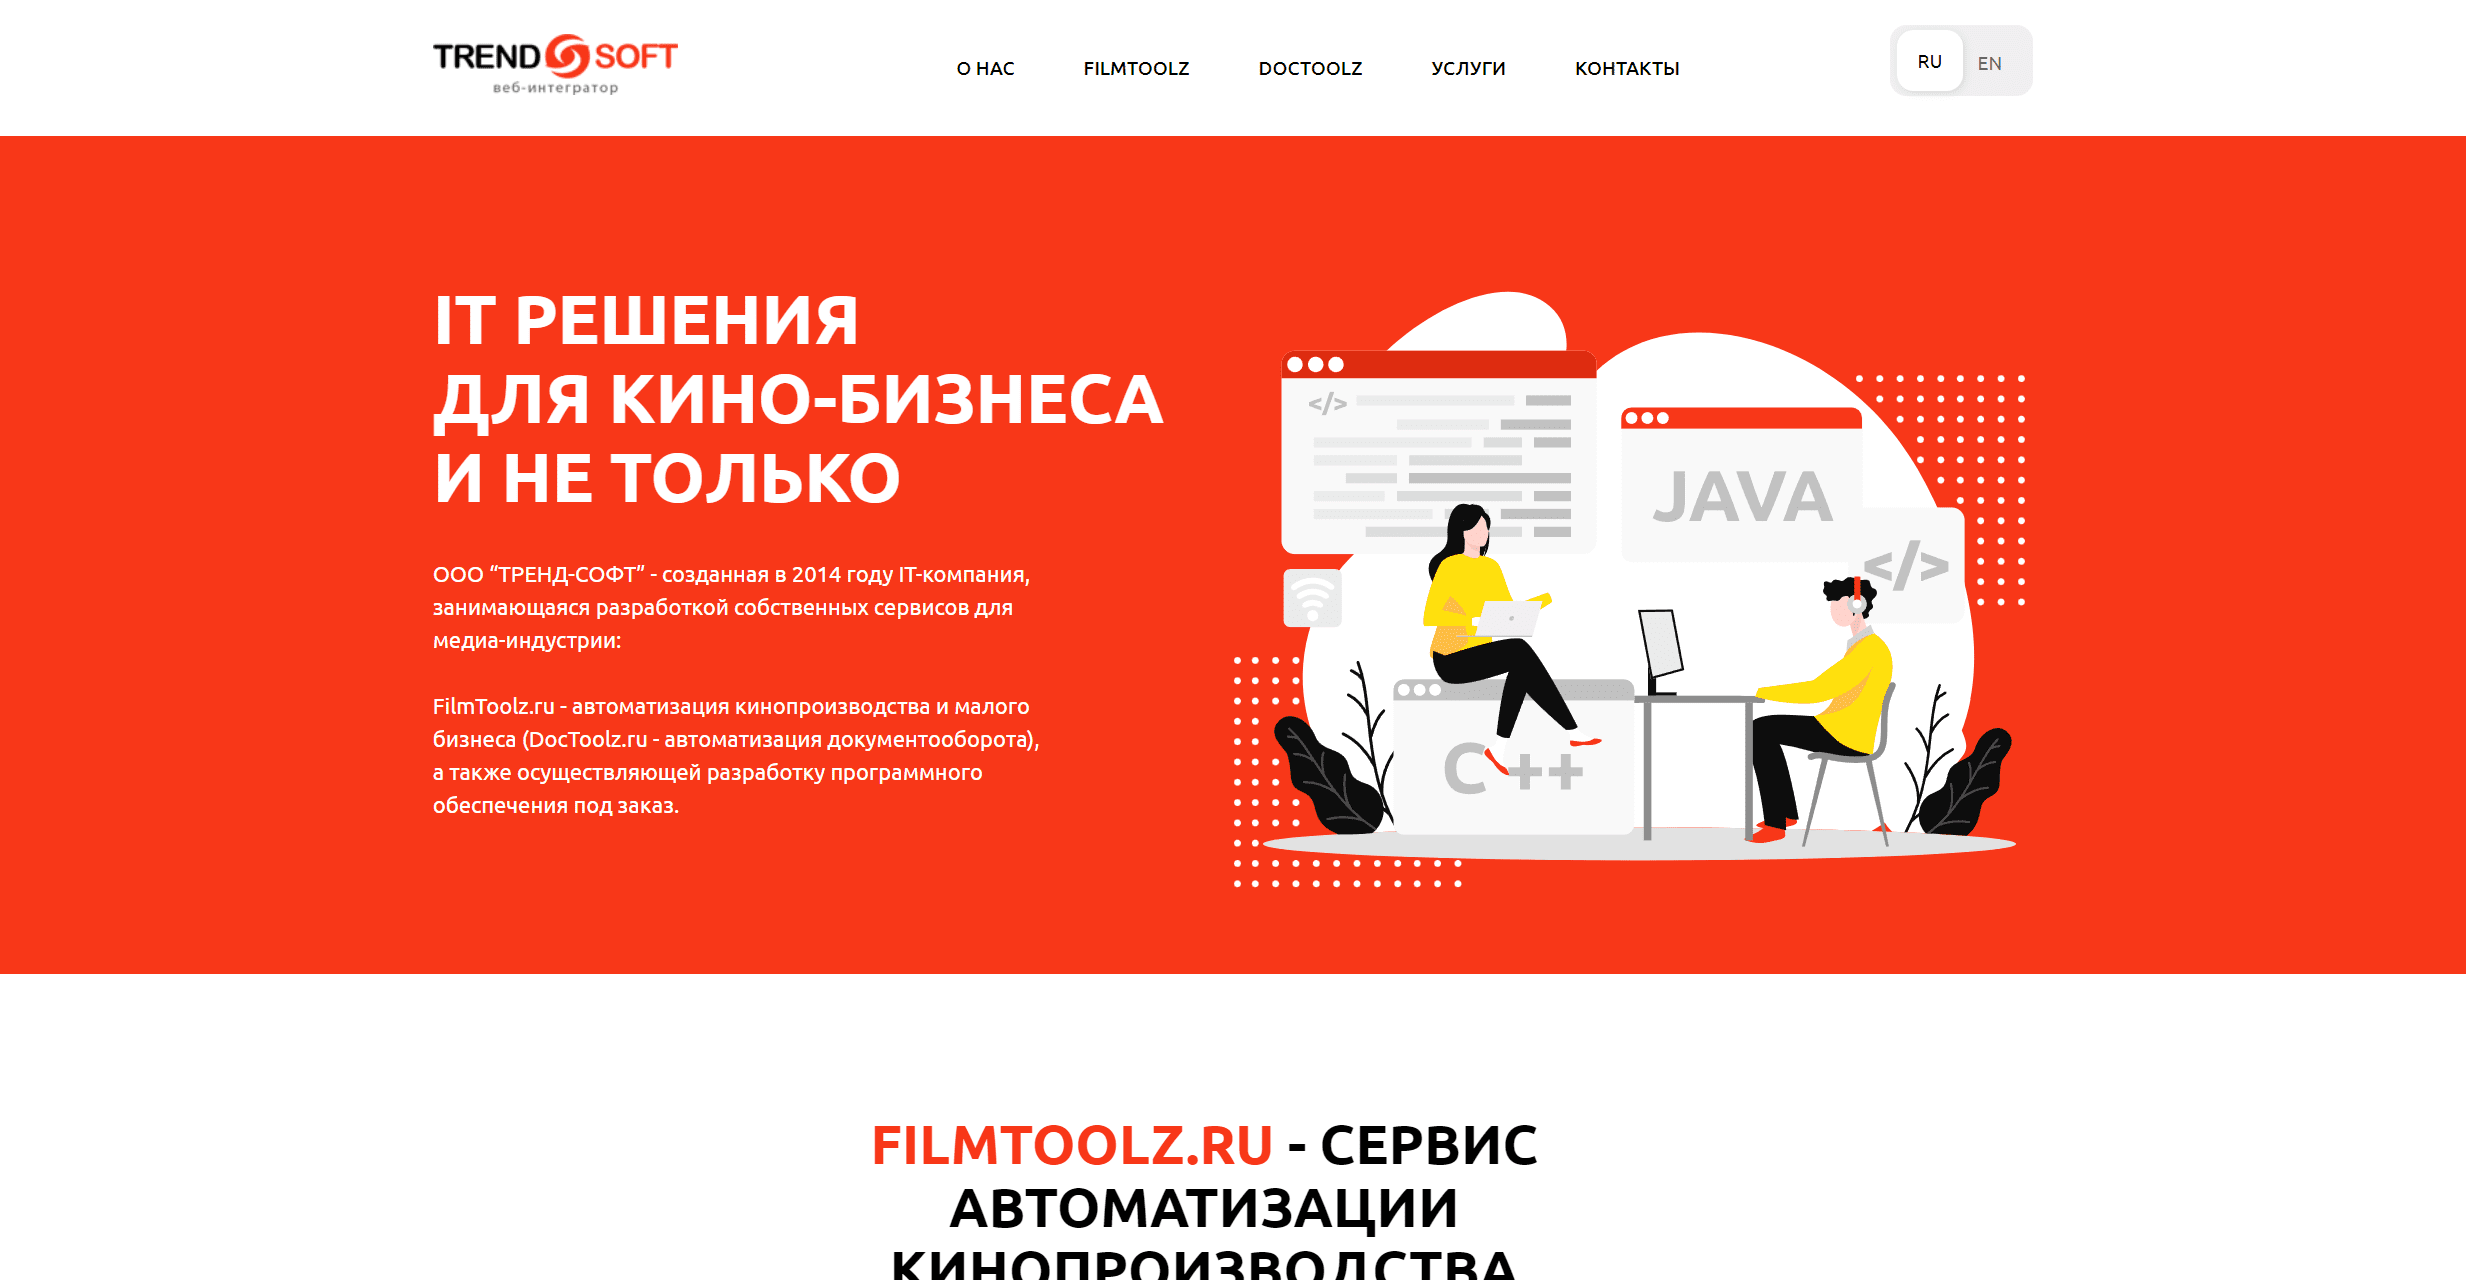 TREND SOFT
веб-интегратор
О НАС
FILMTOOLZ
DOCTOOLZ
УСЛУГИ
КОНТАКТЫ
RU
EN
IT РЕШЕНИЯ
ДЛЯ КИНО-БИЗНЕСА
И НЕ ТОЛЬКО
ООО “ТРЕНД-СОФТ” - созданная в 2014 году IT-компания,
занимающаяся разработкой собственных сервисов для
медиа-индустрии:
FilmToolz.ru - автоматизация кинопроизводства и малого
бизнеса (DocToolz.ru - автоматизация документооборота),
а также осуществляющей разработку программного
обеспечения под заказ.
</>
JAVA
</>
C++
FILMTOOLZ.RU - СЕРВИС
АВТОМАТИЗАЦИИ
КИНОПРОИЗВОДСТВА